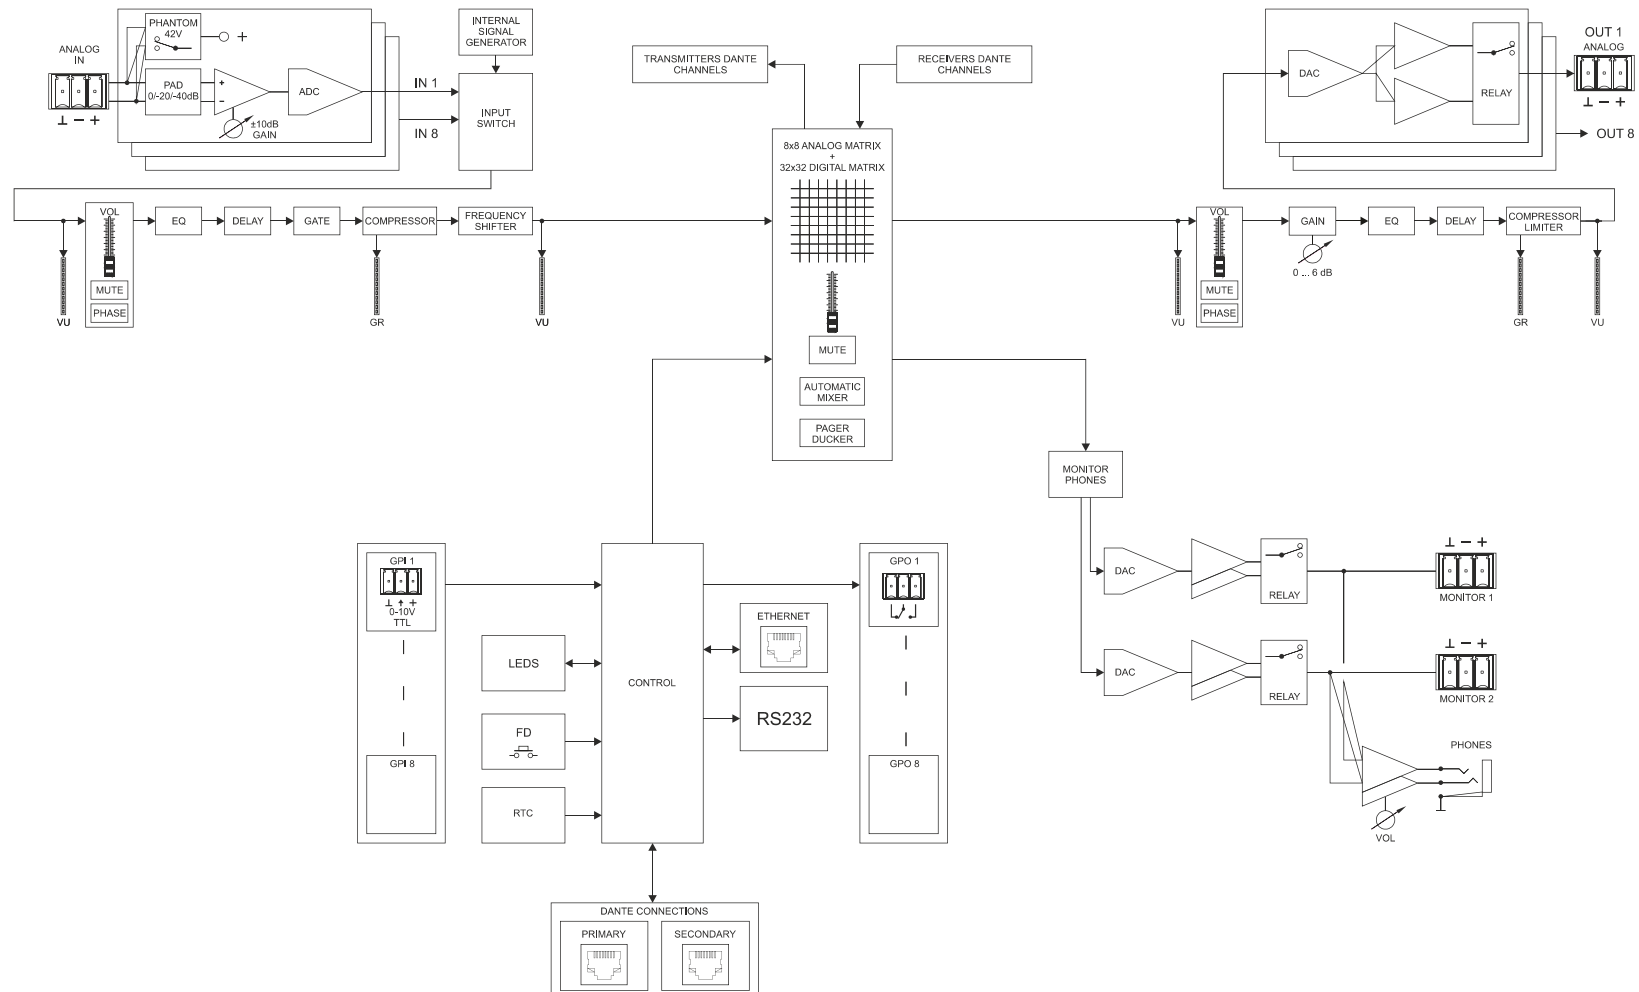 ANALOG
IN
⊥ − +
PHANTOM
42V
+
PAD
0/-20/-40dB
+
−
±10dB
GAIN
ADC
IN 1
IN 8
INTERNAL
SIGNAL
GENERATOR
INPUT
SWITCH
TRANSMITTERS DANTE
CHANNELS
RECEIVERS DANTE
CHANNELS
DAC
RELAY
OUT 1
ANALOG
⊥ − +
OUT 8
VU
VOL
MUTE
PHASE
EQ
DELAY
GATE
COMPRESSOR
GR
FREQUENCY
SHIFTER
VU
8x8 ANALOG MATRIX
+
32x32 DIGITAL MATRIX
MUTE
AUTOMATIC
MIXER
PAGER
DUCKER
VU
VOL
MUTE
PHASE
GAIN
0 ... 6 dB
EQ
DELAY
COMPRESSOR
LIMITER
GR
VU
MONITOR
PHONES
GPI 1
⊥ ↑ +
0-10V
TTL
GPI 8
LEDS
FD
RTC
CONTROL
ETHERNET
RS232
GPO 1
GPO 8
DAC
RELAY
⊥ − +
MONITOR 1
DAC
RELAY
⊥ − +
MONITOR 2
PHONES
VOL
DANTE CONNECTIONS
PRIMARY
SECONDARY